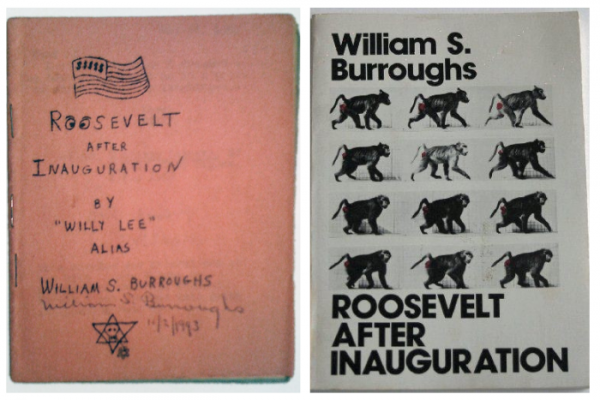 $$$$$
ROOSEVELT
AFTER
INAUGURATION
BY
"WILLY LEE"
ALIAS
WILLIAM S. BURROUGHS
William S. Burroughs
William S.
Burroughs
ROOSEVELT
AFTER
INAUGURATION